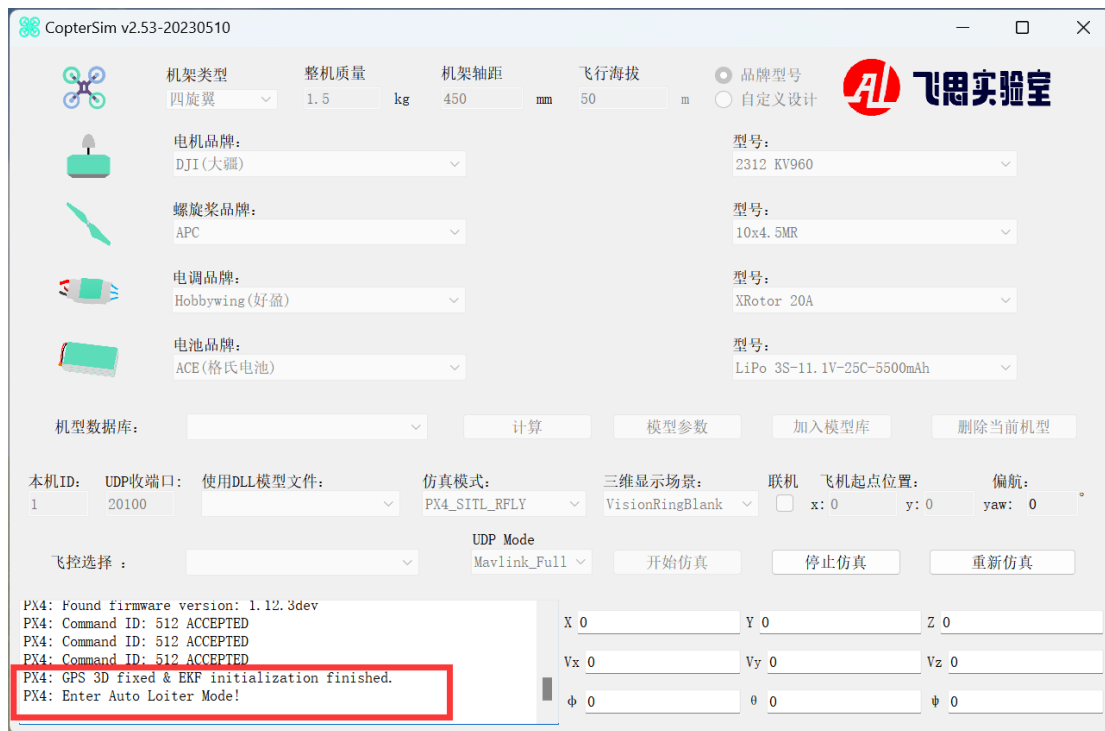 CopterSim v2.53-20230510
机架类型 整机质量 机架轴距 飞行海拔 品牌型号
四旋翼 1.5 kg 450 mm 50 m 自定义设计
飞思实验室
电机品牌: 型号:
DJI(大疆) 2312 KV960
螺旋桨品牌: 型号:
APC 10x4.5MR
电调品牌: 型号:
Hobbywing(好盈) XRotor 20A
电池品牌: 型号:
ACE(格氏电池) LiPo 3S-11.1V-25C-5500mAh
机型数据库: 计算 模型参数 加入模型库 删除当前机型
本机ID: UDP收端口: 使用DLL模型文件: 仿真模式: 三维显示场景: 联机 飞机起点位置: 偏航:
1 20100 PX4_SITL_RFLY VisionRingBlank x: 0 y: 0 yaw: 0 °
UDP Mode
飞控选择 : Mavlink_Full 开始仿真 停止仿真 重新仿真
PX4: Found firmware version: 1.12.3dev
PX4: Command ID: 512 ACCEPTED
PX4: Command ID: 512 ACCEPTED
PX4: Command ID: 512 ACCEPTED
PX4: GPS 3D fixed & EKF initialization finished.
PX4: Enter Auto Loiter Mode!
X 0 Y 0 Z 0
Vx 0 Vy 0 Vz 0
ϕ 0 θ 0 ψ 0